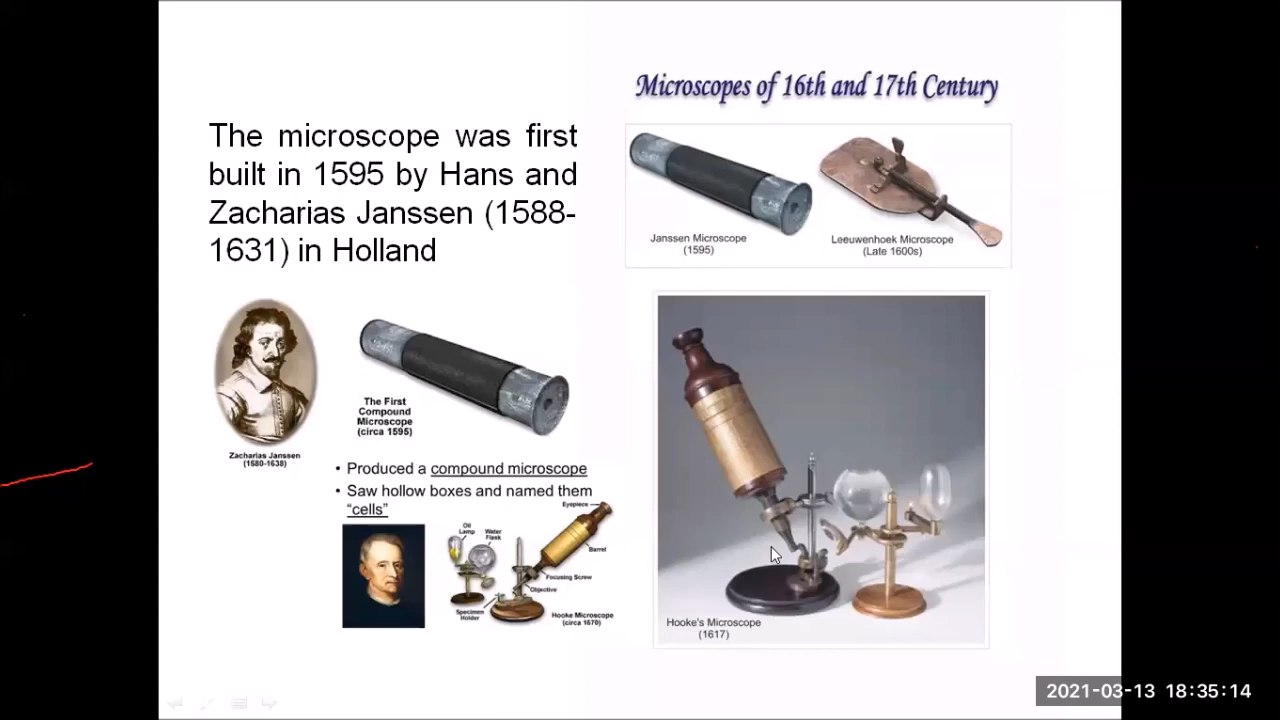 Microscopes of 16th and 17th Century
The microscope was first
built in 1595 by Hans and
Zacharias Janssen (1588-
1631) in Holland
Janssen Microscope
(1595)
Leeuwenhoek Microscope
(Late 1600s)
The First
Compound
Microscope
(circa 1595)
Zacharias Janssen
(1580-1638)
• Produced a compound microscope
• Saw hollow boxes and named them
“cells”
Eyepiece
Oil
Lamp
Water
Flask
Barrel
Focusing Screw
Objective
Specimen
Holder
Hooke Microscope
(circa 1670)
Hooke's Microscope
(1617)
2021-03-13 18:35:14